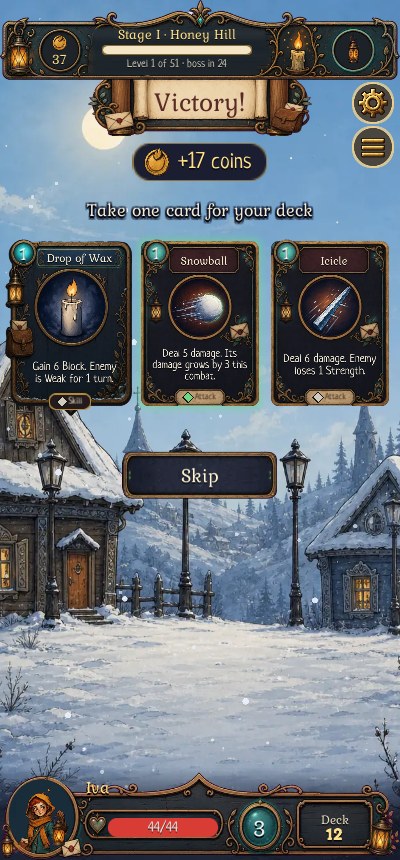 Stage I · Honey Hill
37
Level 1 of 51 · boss in 24
Victory!
+17 coins
Take one card for your deck
1
Drop of Wax
Gain 6 Block. Enemy
is Weak for 1 turn.
Skill
1
Snowball
Deal 5 damage. Its
damage grows by 3 this
combat.
Attack
1
Icicle
Deal 6 damage. Enemy
loses 1 Strength.
Attack
Skip
Iva
44/44
3
Deck
12